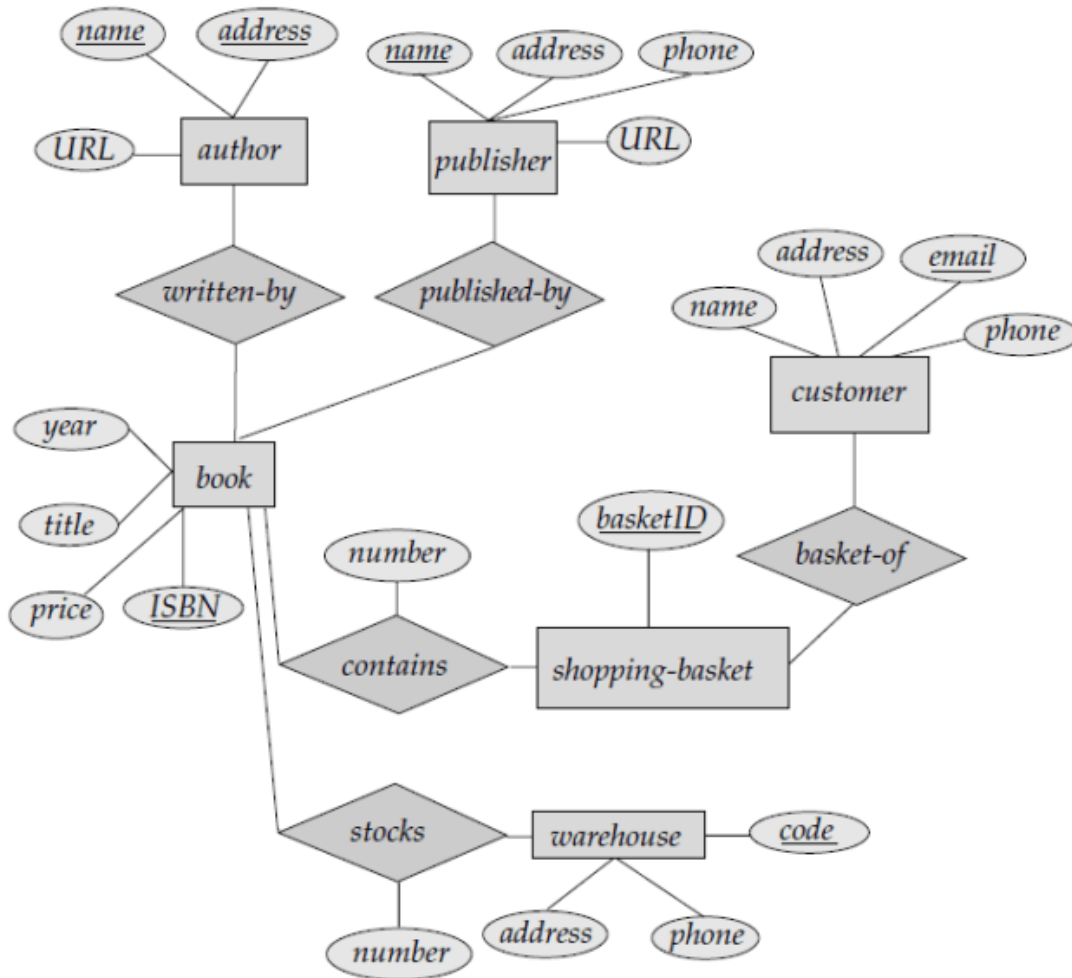 name
address
name
address
phone
URL
author
publisher
URL
written-by
published-by
address
email
name
phone
customer
year
book
title
price
ISBN
number
basketID
basket-of
contains
shopping-basket
stocks
warehouse
code
number
address
phone